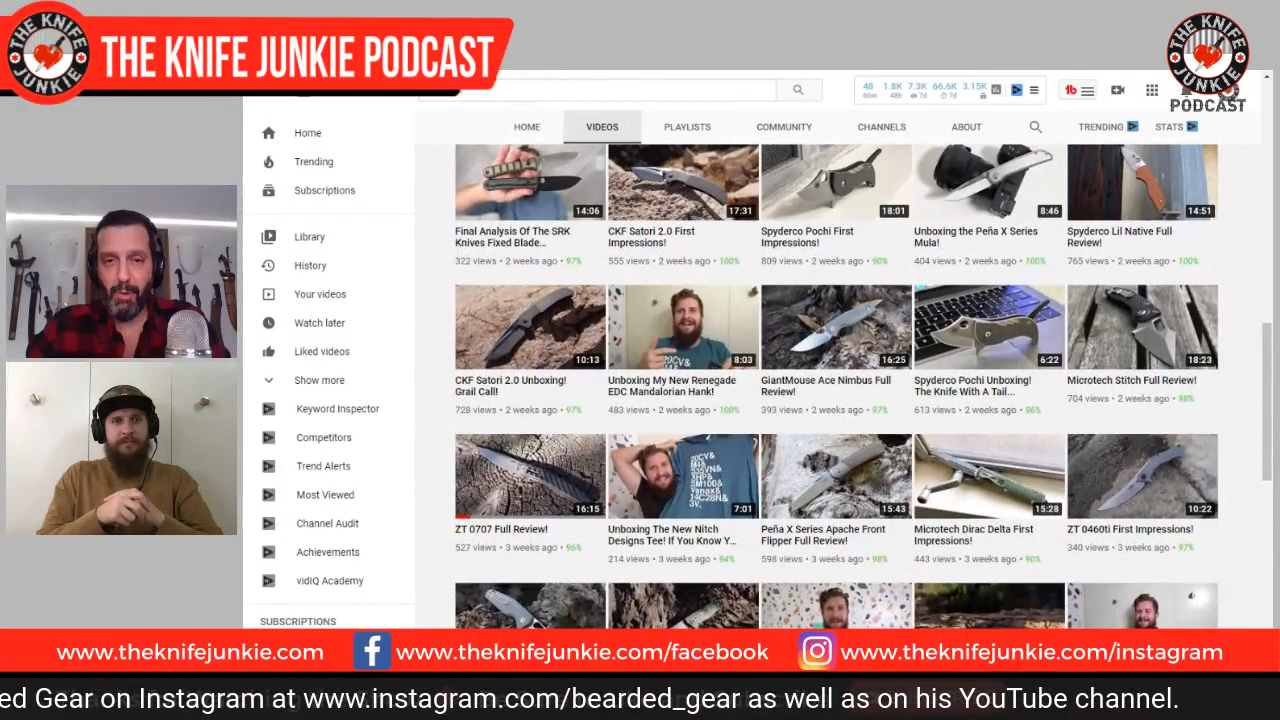 THE KNIFE JUNKIE
THE KNIFE JUNKIE PODCAST
THE KNIFE JUNKIE
PODCAST
48 1.8K 7.3K 66.6K 3.15K
60m 48h 7d 7d
tb
HOME VIDEOS PLAYLISTS COMMUNITY CHANNELS ABOUT TRENDING STATS
Home
Trending
Subscriptions
Library
History
Your videos
Watch later
Liked videos
Show more
Keyword Inspector
Competitors
Trend Alerts
Most Viewed
Channel Audit
Achievements
vidIQ Academy
SUBSCRIPTIONS
14:06 17:31 18:01 8:46 14:51
Final Analysis Of The SRK CKF Satori 2.0 First Spyderco Pochi First Unboxing the Peña X Series Spyderco Lil Native Full
Knives Fixed Blade... Impressions! Impressions! Mula! Review!
322 views • 2 weeks ago • 97% 555 views • 2 weeks ago • 100% 809 views • 2 weeks ago • 90% 404 views • 2 weeks ago • 100% 765 views • 2 weeks ago • 100%
10:13 8:03 16:25 6:22 18:23
CKF Satori 2.0 Unboxing! Unboxing My New Renegade GiantMouse Ace Nimbus Full Spyderco Pochi Unboxing! Microtech Stitch Full Review!
Grail Call! EDC Mandalorian Hank! Review! The Knife With A Tail...
728 views • 2 weeks ago • 97% 483 views • 2 weeks ago • 100% 393 views • 2 weeks ago • 97% 613 views • 2 weeks ago • 96% 704 views • 2 weeks ago • 98%
20CV&
16:15 7:01 15:43 15:28 10:22
ZT 0707 Full Review! Unboxing The New Nitch Peña X Series Apache Front Microtech Dirac Delta First ZT 0460ti First Impressions!
Designs Tee! If You Know Y... Flipper Full Review! Impressions!
527 views • 3 weeks ago • 96% 214 views • 3 weeks ago • 94% 598 views • 3 weeks ago • 98% 443 views • 3 weeks ago • 90% 340 views • 3 weeks ago • 97%
www.theknifejunkie.com www.theknifejunkie.com/facebook www.theknifejunkie.com/instagram
ed Gear on Instagram at www.instagram.com/bearded_gear as well as on his YouTube channel.